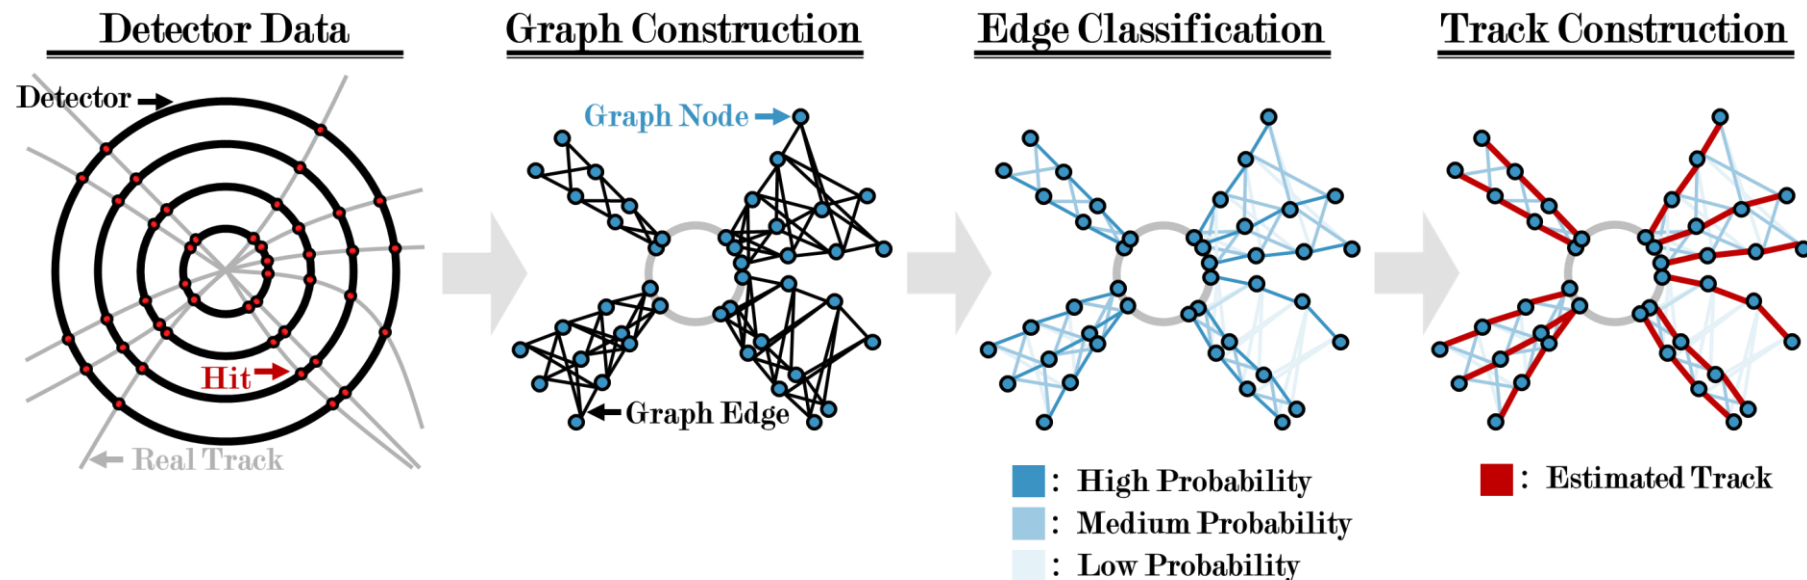 Detector Data
Graph Construction
Edge Classification
Track Construction
Detector
Graph Node
Hit
Graph Edge
Real Track
: High Probability
: Medium Probability
: Low Probability
: Estimated Track